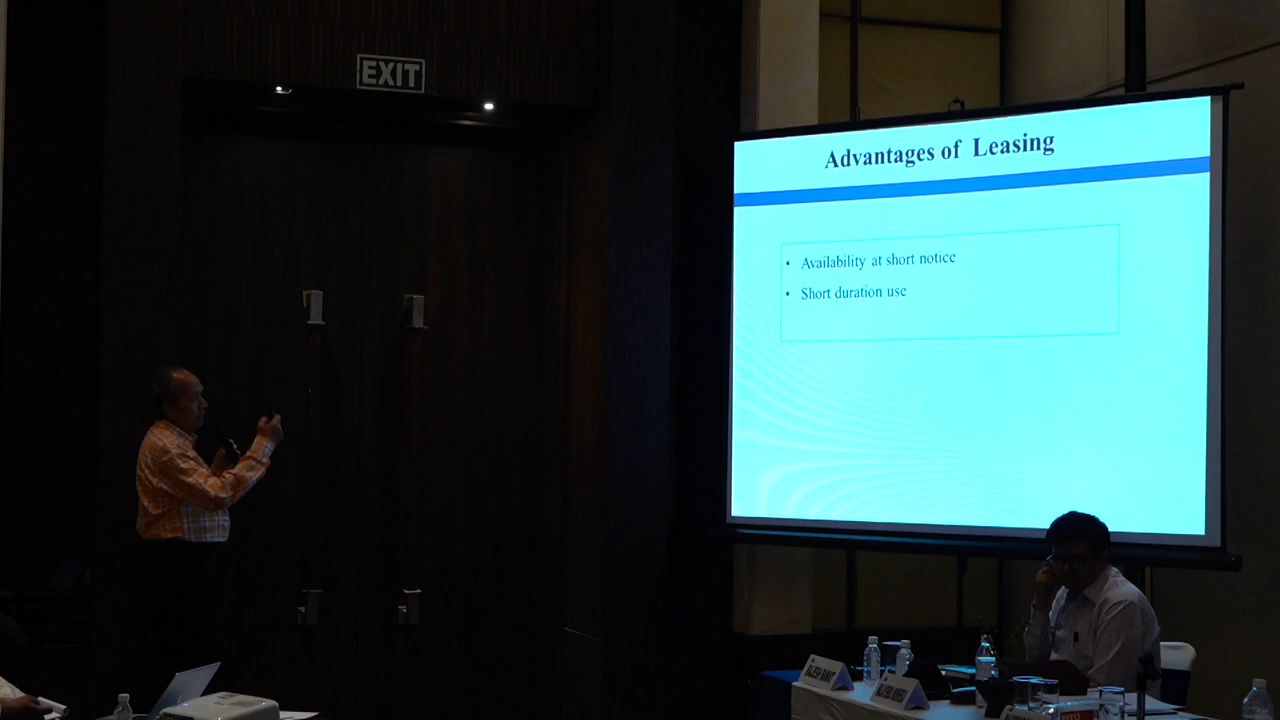 EXIT
Advantages of Leasing
• Availability at short notice
• Short duration use